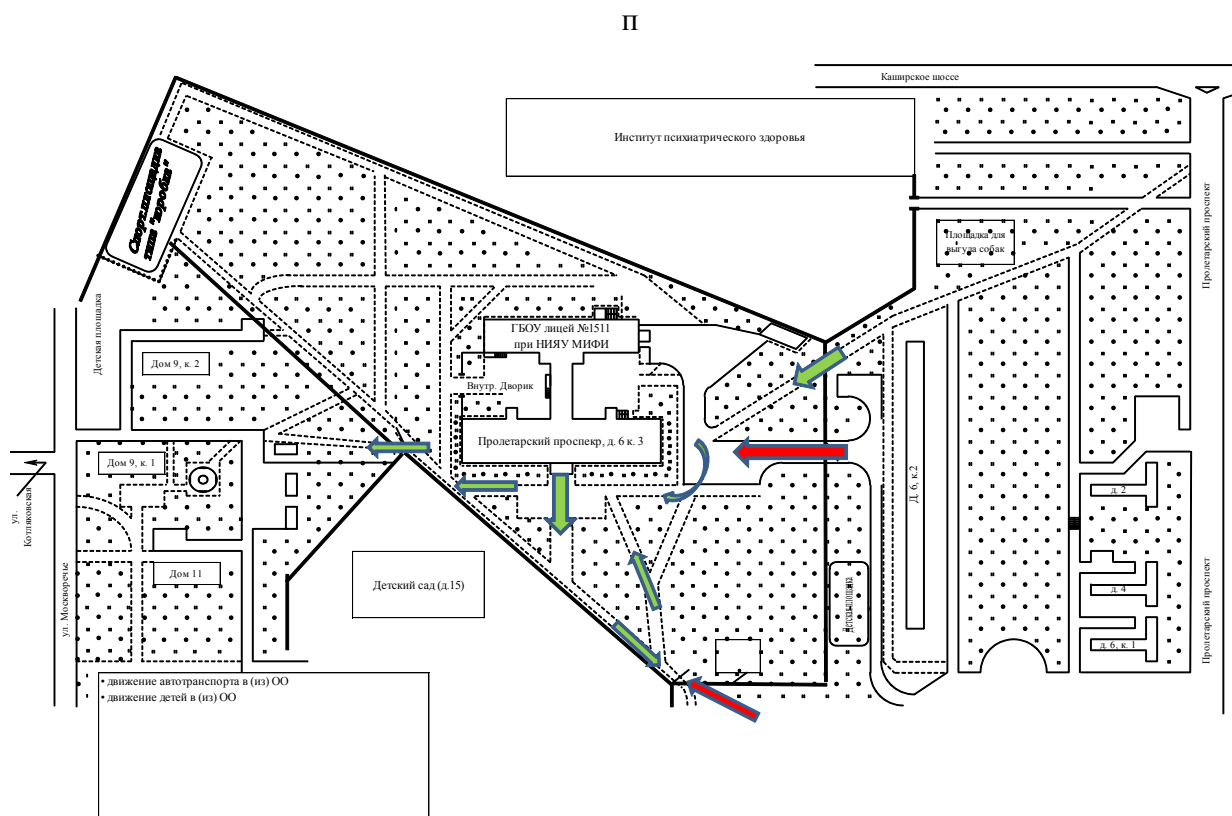 п
Каширское шоссе
Институт психиатрического здоровья
Спортплощадка
типа "коробка"
Площадка для
выгула собак
Пролетарский проспект
ГБОУ лицей №1511
при НИЯУ МИФИ
Детская площадка
Дом 9, к. 2
Внутр. Дворик
Пролетарский проспекр, д. 6 к. 3
Дом 9, к. 1
Д. 6, к.2
д. 2
ул.
Котляковская
Дом 11
Детский сад (д.15)
Детская площадка
д. 4
ул. Москворечье
Пролетарский проспект
д. 6, к. 1
• движение автотранспорта в (из) ОО
• движение детей в (из) ОО